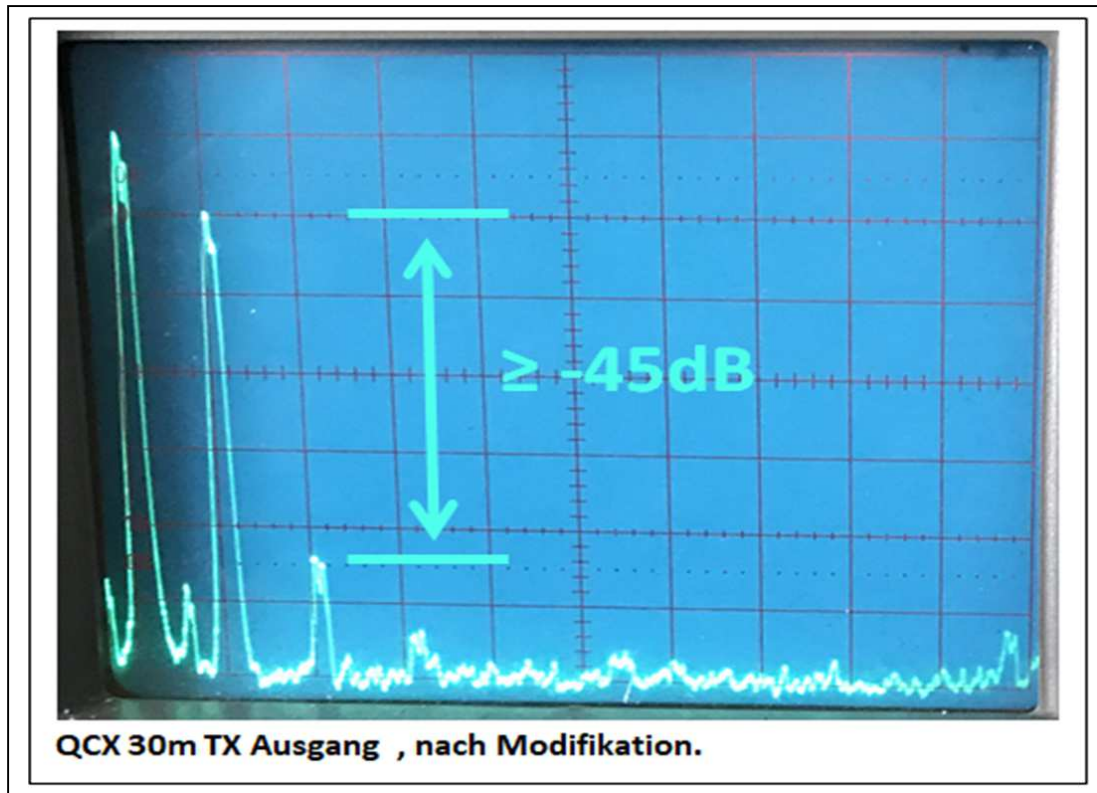 ≥ -45dB
QCX 30m TX Ausgang , nach Modifikation.